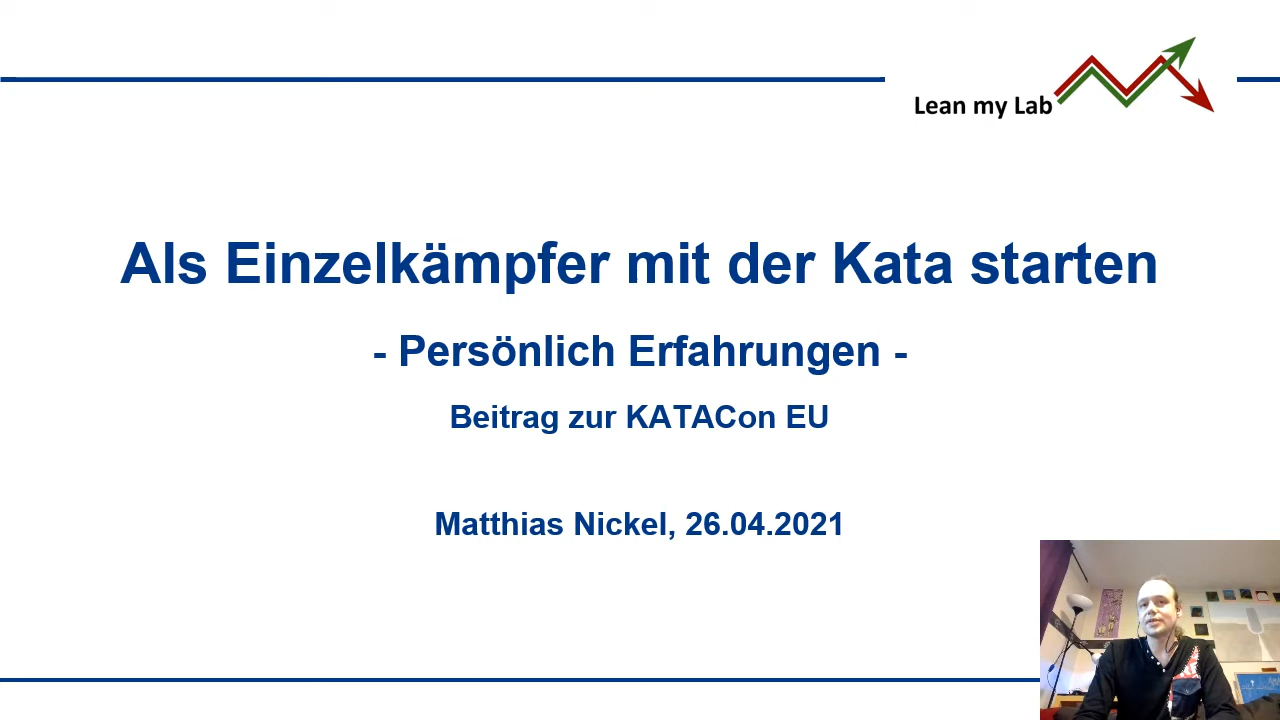 Lean my Lab
Als Einzelkämpfer mit der Kata starten
- Persönlich Erfahrungen -
Beitrag zur KATACon EU
Matthias Nickel, 26.04.2021